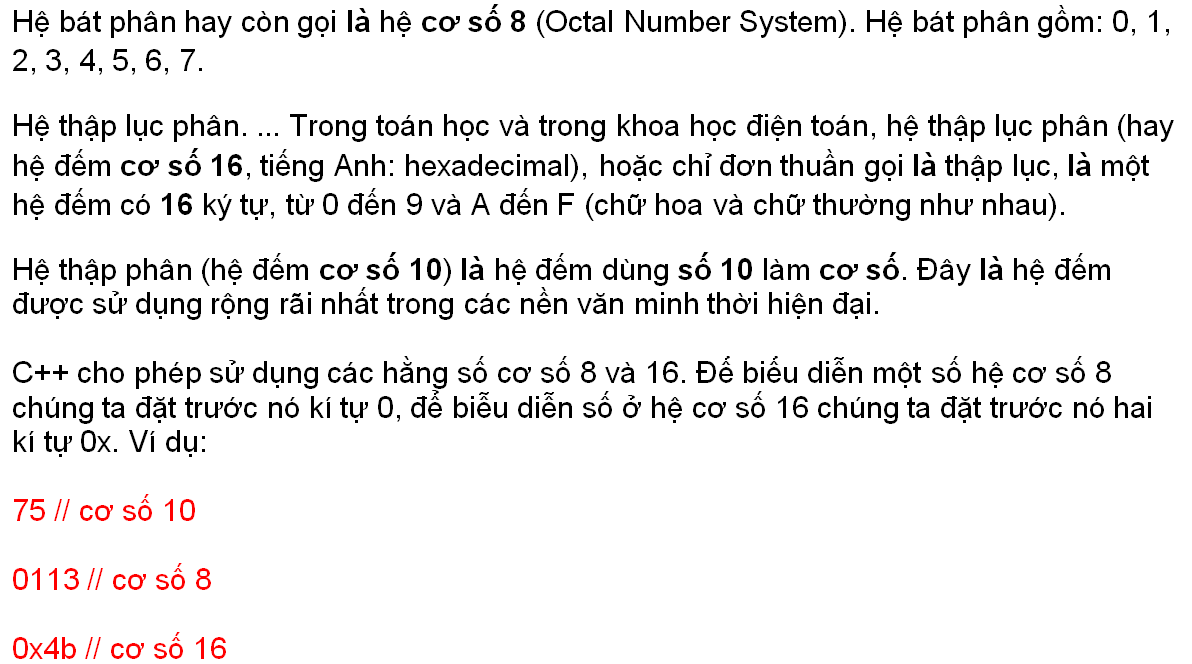 Hệ bát phân hay còn gọi là hệ cơ số 8 (Octal Number System). Hệ bát phân gồm: 0, 1,
2, 3, 4, 5, 6, 7.
Hệ thập lục phân. ... Trong toán học và trong khoa học điện toán, hệ thập lục phân (hay
hệ đếm cơ số 16, tiếng Anh: hexadecimal), hoặc chỉ đơn thuần gọi là thập lục, là một
hệ đếm có 16 ký tự, từ 0 đến 9 và A đến F (chữ hoa và chữ thường như nhau).
Hệ thập phân (hệ đếm cơ số 10) là hệ đếm dùng số 10 làm cơ số. Đây là hệ đếm
được sử dụng rộng rãi nhất trong các nền văn minh thời hiện đại.
C++ cho phép sử dụng các hằng số cơ số 8 và 16. Để biểu diễn một số hệ cơ số 8
chúng ta đặt trước nó kí tự 0, để biễu diễn số ở hệ cơ số 16 chúng ta đặt trước nó hai
kí tự 0x. Ví dụ:
75 // cơ số 10
0113 // cơ số 8
0x4b // cơ số 16